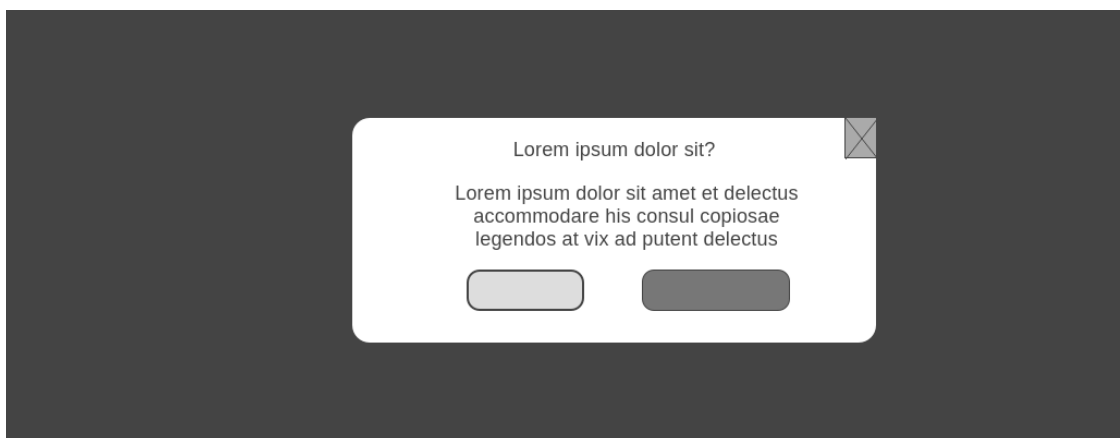 Lorem ipsum dolor sit?
Lorem ipsum dolor sit amet et delectus
accommodare his consul copiosae
legendos at vix ad putent delectus